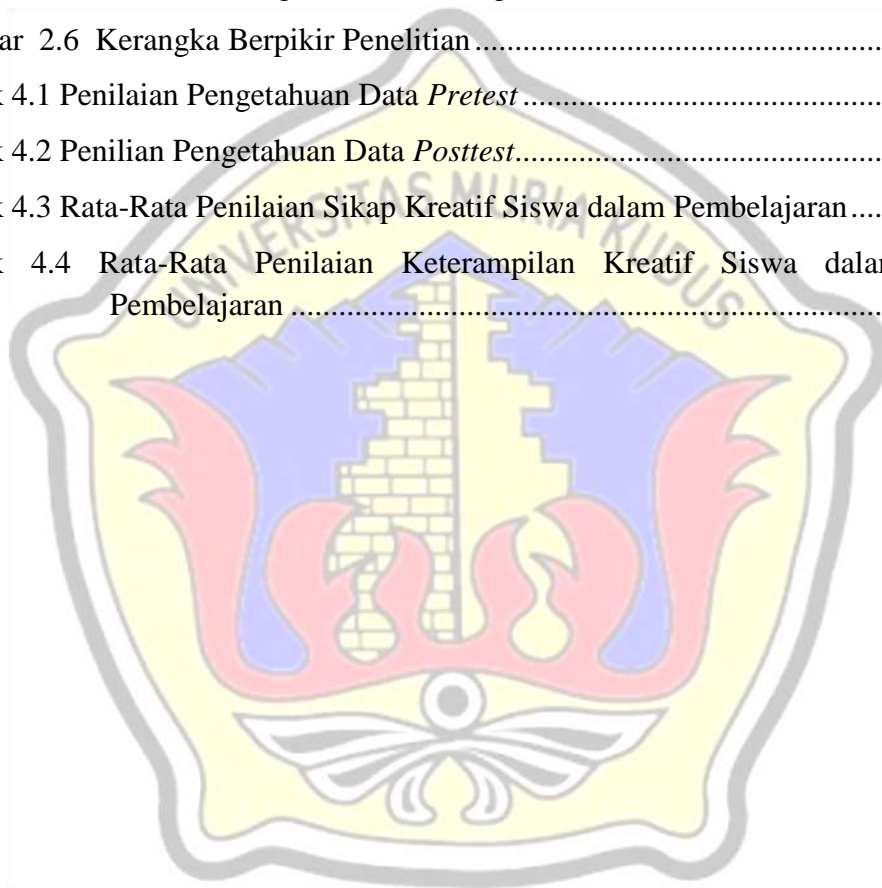 ar 2.6 Kerangka Berpikir Penelitian ............................................................
k 4.1 Penilaian Pengetahuan Data Pretest ............................................................
k 4.2 Penilian Pengetahuan Data Posttest............................................................
k 4.3 Rata-Rata Penilaian Sikap Kreatif Siswa dalam Pembelajaran ....
k 4.4 Rata-Rata Penilaian Keterampilan Kreatif Siswa dalam
Pembelajaran ............................................................
UNIVERSITAS MURIA KUDUS